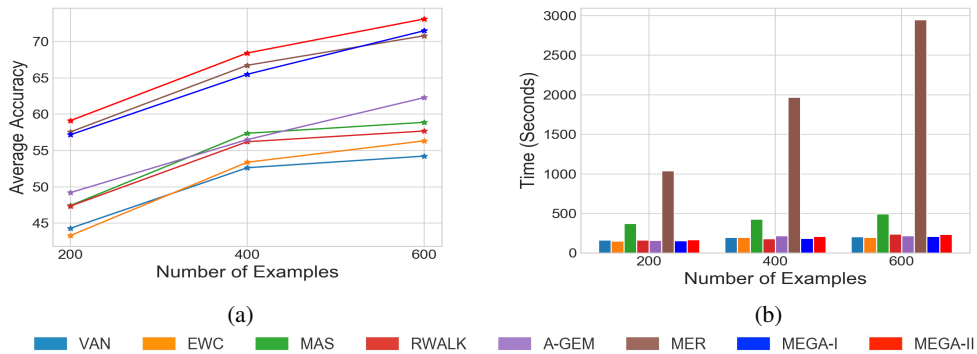 Average Accuracy
70
65
60
55
50
45
200 400 600
Number of Examples
(a)
Time (Seconds)
3000
2500
2000
1500
1000
500
0
200 400 600
Number of Examples
(b)
VAN EWC MAS RWALK A-GEM MER MEGA-I MEGA-II